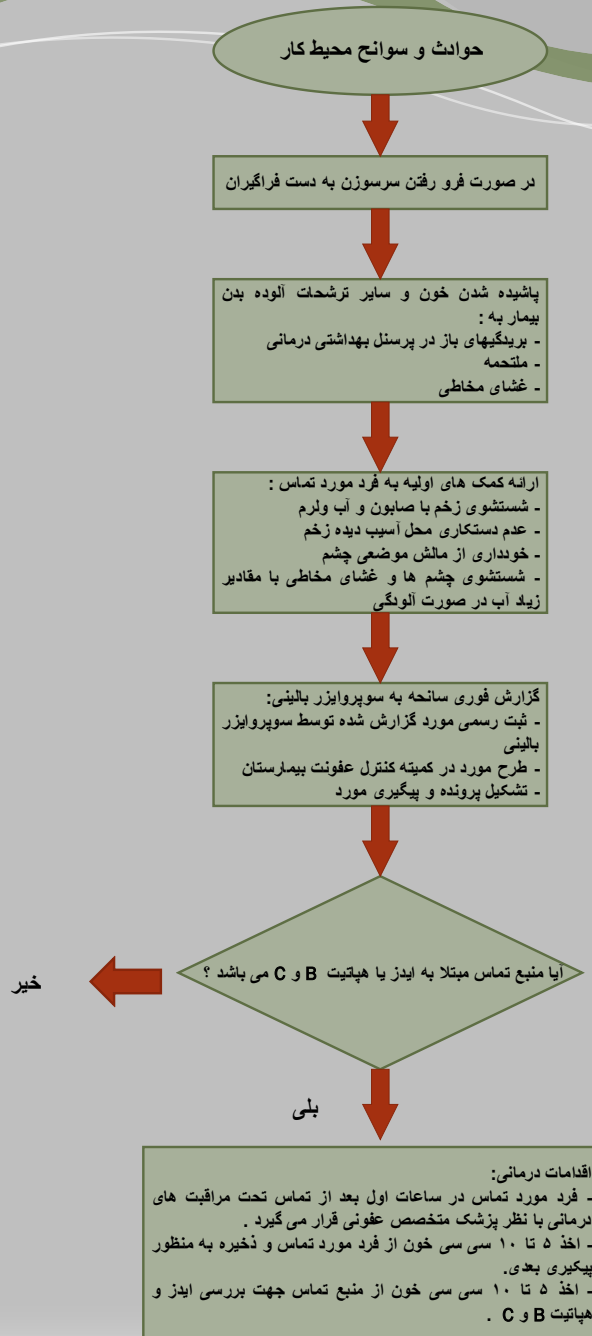 حوادث و سوانح محیط کار
در صورت فرو رفتن سرسوزن به دست فراگیران
پاشیده شدن خون و سایر ترشحات آلوده بدن
بیمار به :
- بریدگیهای باز در پرسنل بهداشتی درمانی
- ملتحمه
- غشای مخاطی
ارائه کمک های اولیه به فرد مورد تماس :
- شستشوی زخم با صابون و آب ولرم
- عدم دستکاری محل آسیب دیده زخم
- خودداری از مالش موضعی چشم
- شستشوی چشم ها و غشای مخاطی با مقادیر
زیاد آب در صورت آلودگی
گزارش فوری سانحه به سوپروایزر بالینی:
- ثبت رسمی مورد گزارش شده توسط سوپروایزر
بالینی
- طرح مورد در کمیته کنترل عفونت بیمارستان
- تشکیل پرونده و پیگیری مورد
آیا منبع تماس مبتلا به ایدز یا هپاتیت B و C می باشد ؟
خیر
بلی
اقدامات درمانی:
- فرد مورد تماس در ساعات اول بعد از تماس تحت مراقبت های
درمانی با نظر پزشک متخصص عفونی قرار می گیرد .
- اخذ ۵ تا ۱۰ سی سی خون از فرد مورد تماس و ذخیره به منظور
پیکیری بعدی.
- اخذ ۵ تا ۱۰ سی سی خون از منبع تماس جهت بررسی ایدز و
هپاتیت B و C .